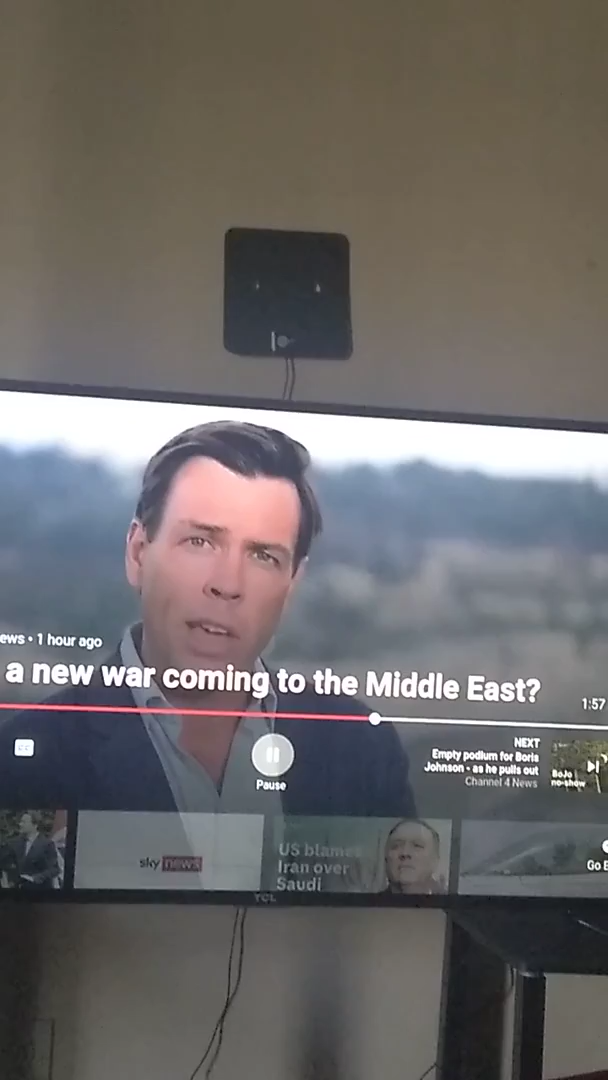 ews • 1 hour ago
a new war coming to the Middle East?
1:57
CC
Pause
NEXT
Empty podium for Boris
Johnson - as he pulls out
Channel 4 News
BoJo
no-show
sky news
US blames
Iran over
Saudi
Go
TCL